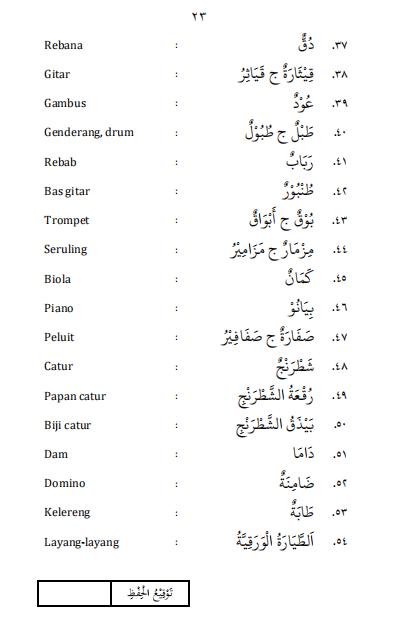 ٢٣
Rebana : دُقٌّ .٣٧
Gitar : قِيْثَارَةٌ ج قَيَاثِرُ .٣٨
Gambus : عُوْدٌ .٣٩
Genderang, drum : طَبْلٌ ج طُبُوْلٌ .٤٠
Rebab : رَبَابٌ .٤١
Bas gitar : طُنْبُوْرٌ .٤٢
Trompet : بُوْقٌ ج أَبْوَاقٌ .٤٣
Seruling : مِزْمَارٌ ج مَزَامِيْرُ .٤٤
Biola : كَمَانٌ .٤٥
Piano : بِيَانُوْ .٤٦
Peluit : صَفَارَةٌ ج صَفَافِيْرُ .٤٧
Catur : شَطْرَنْجٌ .٤٨
Papan catur : رُقْعَةُ الشَّطْرَنْجِ .٤٩
Biji catur : بَيْذَقُ الشَّطْرَنْجِ .٥٠
Dam : دَامَا .٥١
Domino : ضَامِنَةٌ .٥٢
Kelereng : طَابَةٌ .٥٣
Layang-layang : اَلطَّيَارَةُ الْوَرَقِيَّةُ .٥٤
تَوْقِيْعُ الْحِفْظِ